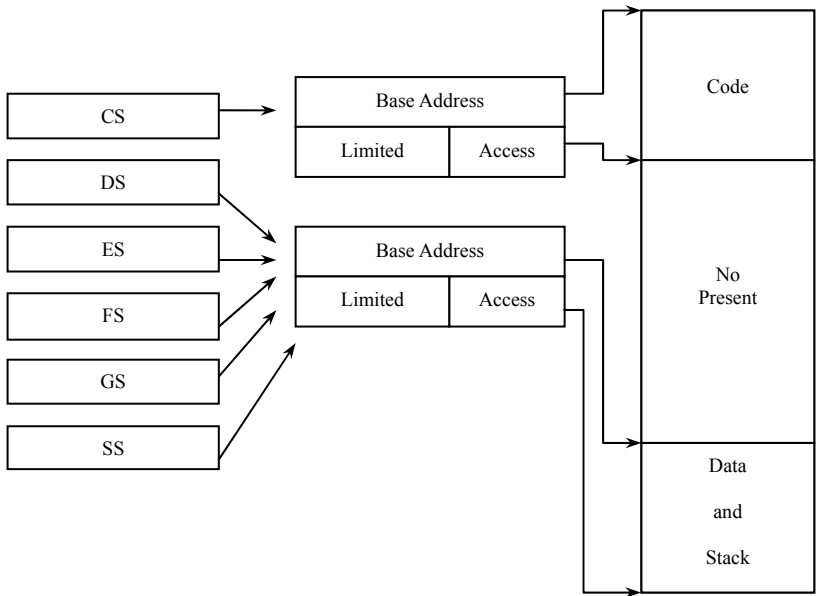 CS
DS
ES
FS
GS
SS
Base Address
Limited Access
Base Address
Limited Access
Code
No
Present
Data
and
Stack